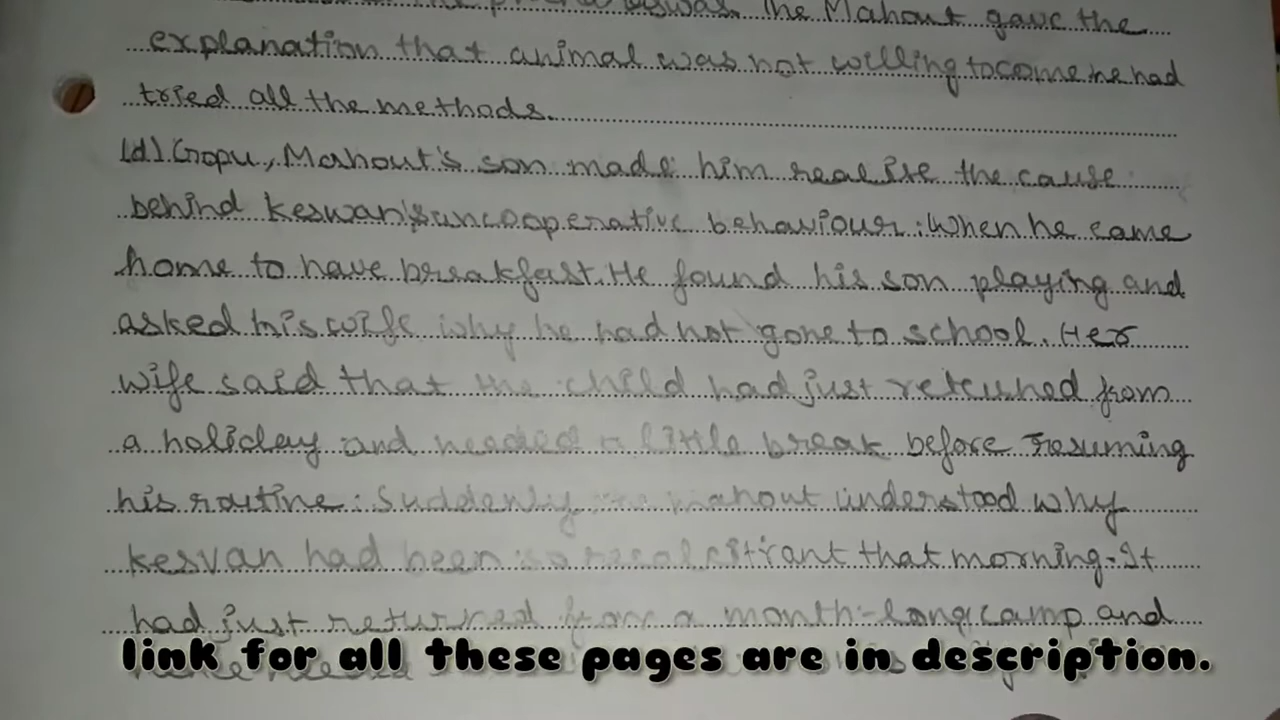 the Mahout gave the
explanation that animal was not willing to come he had
tried all the methods.
(d) Gopu, Mahout's son made him realise the cause
behind Keswan's uncooperative behaviour. When he came
home to have breakfast. He found his son playing and
asked his wife why he had not gone to school. Her
wife said that the child had just returned from
a holiday and needed a little break before resuming
his routine. Suddenly mahout understood why
Kesvan had been so recalcitrant that morning. It
had just returned from a month-long camp and
link for all these pages are in description.